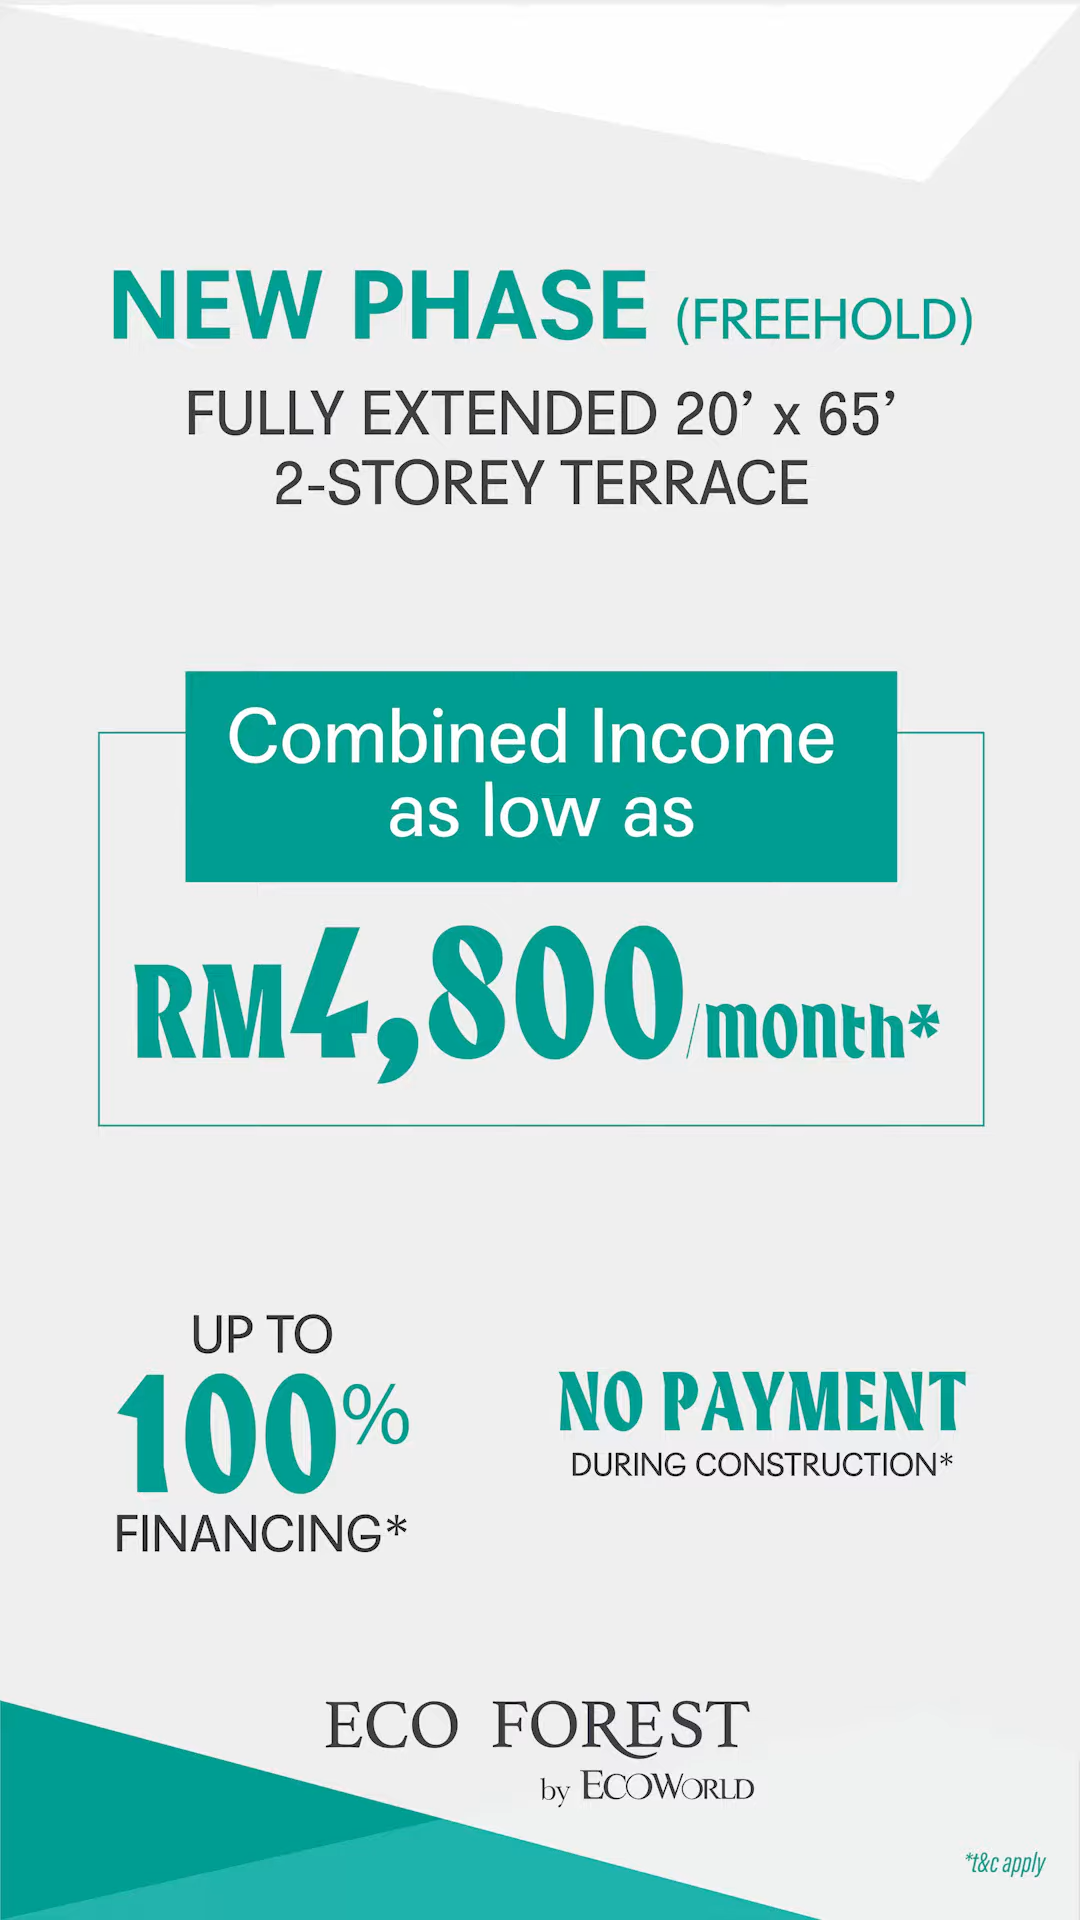 NEW PHASE (FREEHOLD)
FULLY EXTENDED 20’ x 65’
2-STOREY TERRACE
Combined Income
as low as
RM4,800/month*
UP TO
100%
FINANCING*
NO PAYMENT
DURING CONSTRUCTION*
ECO FOREST
by ECOWORLD
*t&c apply